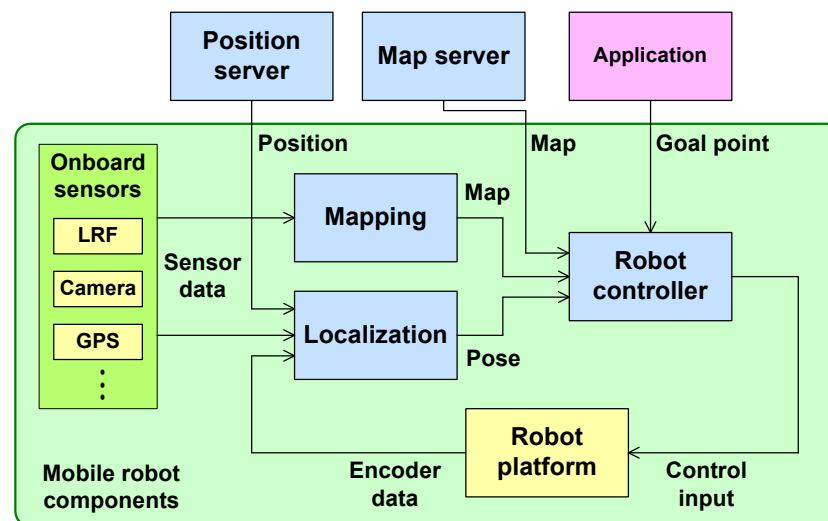 Position
server
Map server
Application
Position
Map
Goal point
Onboard
sensors
LRF
Camera
GPS
Sensor
data
Mapping
Map
Localization
Pose
Robot
controller
Robot
platform
Encoder
data
Control
input
Mobile robot
components